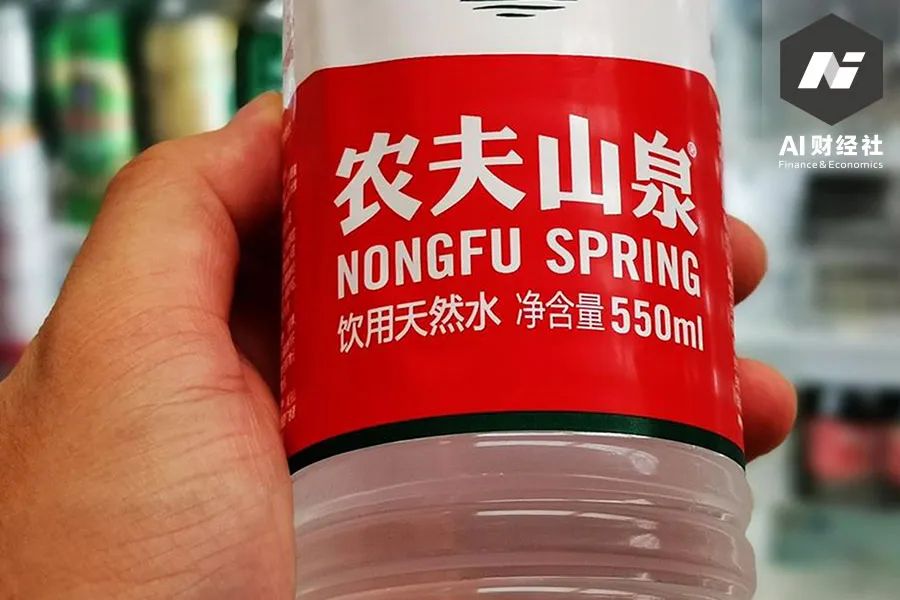 农夫山泉®
NONGFU SPRING
饮用天然水 净含量550ml
AI财经社
Finance&Economics